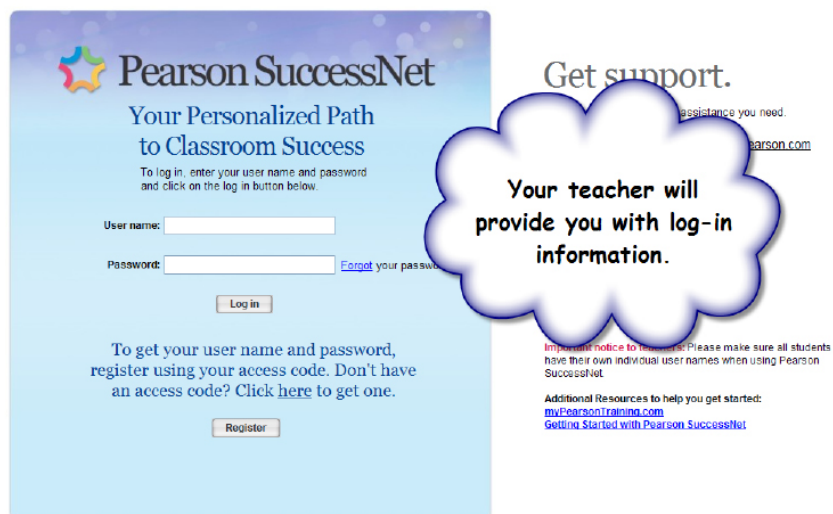 Pearson SuccessNet
Your Personalized Path
to Classroom Success
To log in, enter your user name and password
and click on the log in button below.
User name:
Password:
Forgot your passw
Log in
To get your user name and password,
register using your access code. Don't have
an access code? Click here to get one.
Register
Get support.
assistance you need.
earson.com
Your teacher will
provide you with log-in
information.
Important notice to teachers: Please make sure all students
have their own individual user names when using Pearson
SuccessNet.
Additional Resources to help you get started:
myPearsonTraining.com
Getting Started with Pearson SuccessNet